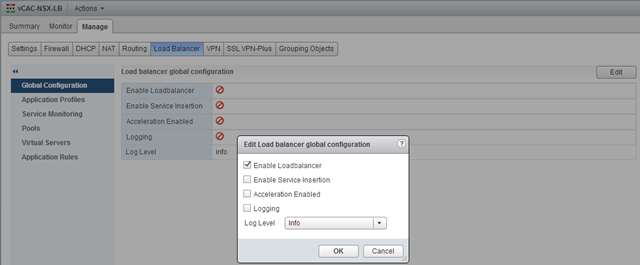 vCAC-NSX-LB Actions
Summary Monitor Manage
Settings Firewall DHCP NAT Routing Load Balancer VPN SSL VPN-Plus Grouping Objects
Load balancer global configuration Edit
Global Configuration
Application Profiles
Service Monitoring
Pools
Virtual Servers
Application Rules
Enable Loadbalancer
Enable Service Insertion
Acceleration Enabled
Logging
Log Level info
Edit Load balancer global configuration ?
Enable Loadbalancer
Enable Service Insertion
Acceleration Enabled
Logging
Log Level Info
OK Cancel